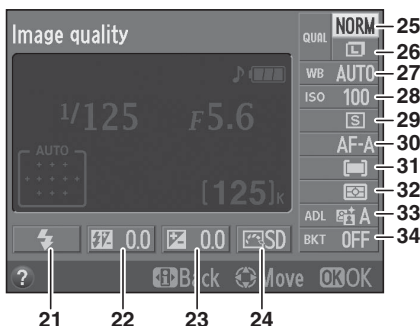 Image quality
QUAL NORM 25
L 26
WB AUTO 27
ISO 100 28
S 29
1/125 F5.6
AF-A 30
AUTO
31
[125]K
32
ADL A 33
0.0 0.0 SD
BKT OFF 34
? Back Move OK OK
21 22 23 24